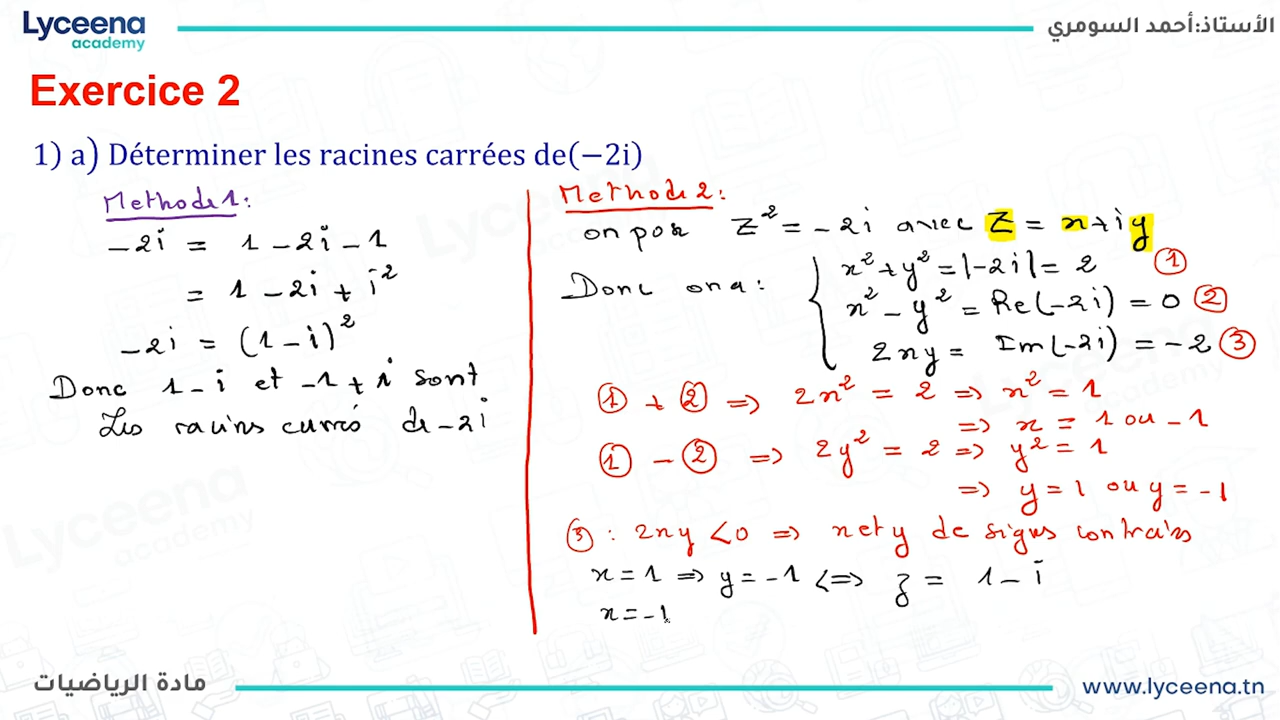 Lyceena
academy
الأستاذ:أحمد السومري
Exercice 2
1) a) Déterminer les racines carrées de(−2i)
Methode 1:
-2i = 1 - 2i - 1
= 1 - 2i + i²
-2i = (1 - i)²
Donc 1 - i et -1 + i sont
Les racines carrés de -2i
Methode 2:
on pose Z² = -2i avec Z = x + iy
Donc on a:
x² + y² = |-2i| = 2 ①
x² - y² = Re(-2i) = 0 ②
2xy = Im(-2i) = -2 ③
① + ② => 2x² = 2 => x² = 1
=> x = 1 ou -1
① - ② => 2y² = 2 => y² = 1
=> y = 1 ou y = -1
③ : 2xy < 0 => x et y de signes contraires
x = 1 => y = -1 <=> z = 1 - i
x = -1
مادة الرياضيات
www.lyceena.tn